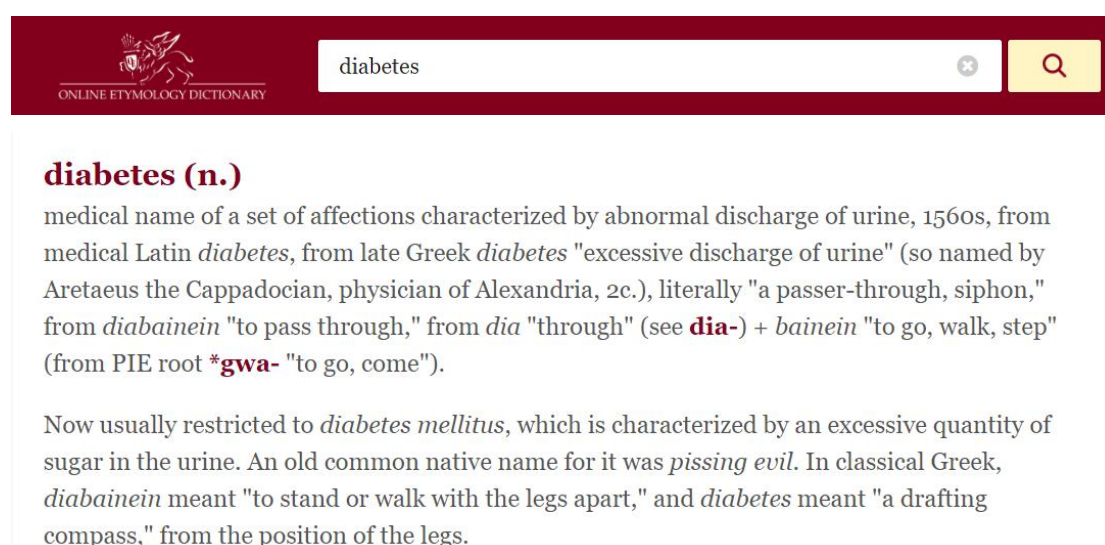 ONLINE ETYMOLOGY DICTIONARY
diabetes
diabetes (n.)
medical name of a set of affections characterized by abnormal discharge of urine, 1560s, from
medical Latin diabetes, from late Greek diabetes "excessive discharge of urine" (so named by
Aretaeus the Cappadocian, physician of Alexandria, 2c.), literally "a passer-through, siphon,"
from diabainein "to pass through," from dia "through" (see dia-) + bainein "to go, walk, step"
(from PIE root *gwa- "to go, come").
Now usually restricted to diabetes mellitus, which is characterized by an excessive quantity of
sugar in the urine. An old common native name for it was pissing evil. In classical Greek,
diabainein meant "to stand or walk with the legs apart," and diabetes meant "a drafting
compass," from the position of the legs.